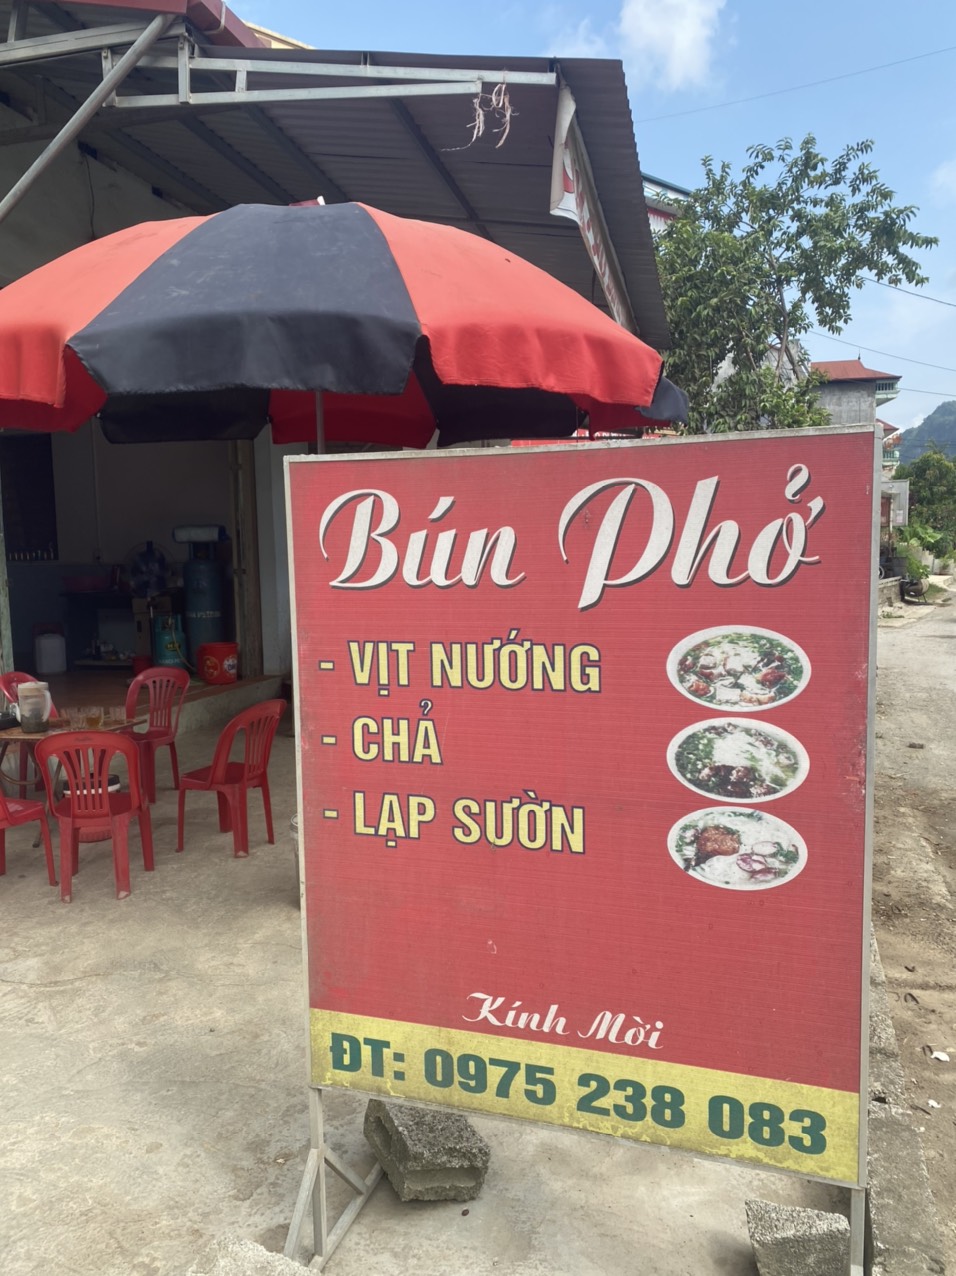 Bún Phở
- VỊT NƯỚNG
- CHẢ
- LẠP SƯỜN
Kính Mời
ĐT: 0975 238 083